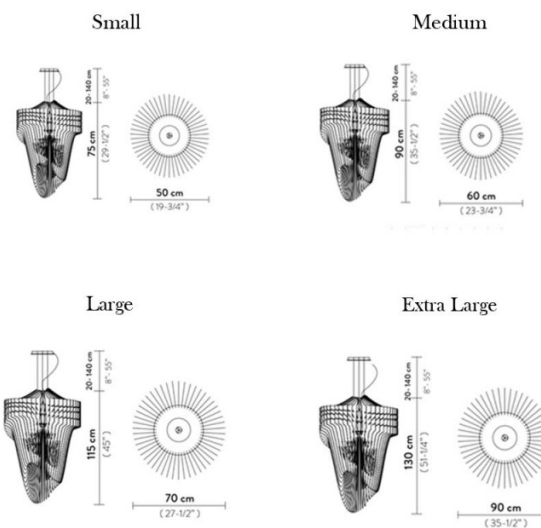 Small
20- 140 cm
8"- 55"
75 cm
(29-1/2")
50 cm
(19-3/4")
Medium
20- 140 cm
8"- 55"
90 cm
(35-1/2")
60 cm
(23-3/4")
Large
20- 140 cm
8"- 55"
115 cm
(45")
70 cm
(27-1/2")
Extra Large
20- 140 cm
8"- 55"
130 cm
(51-1/4")
90 cm
(35-1/2")